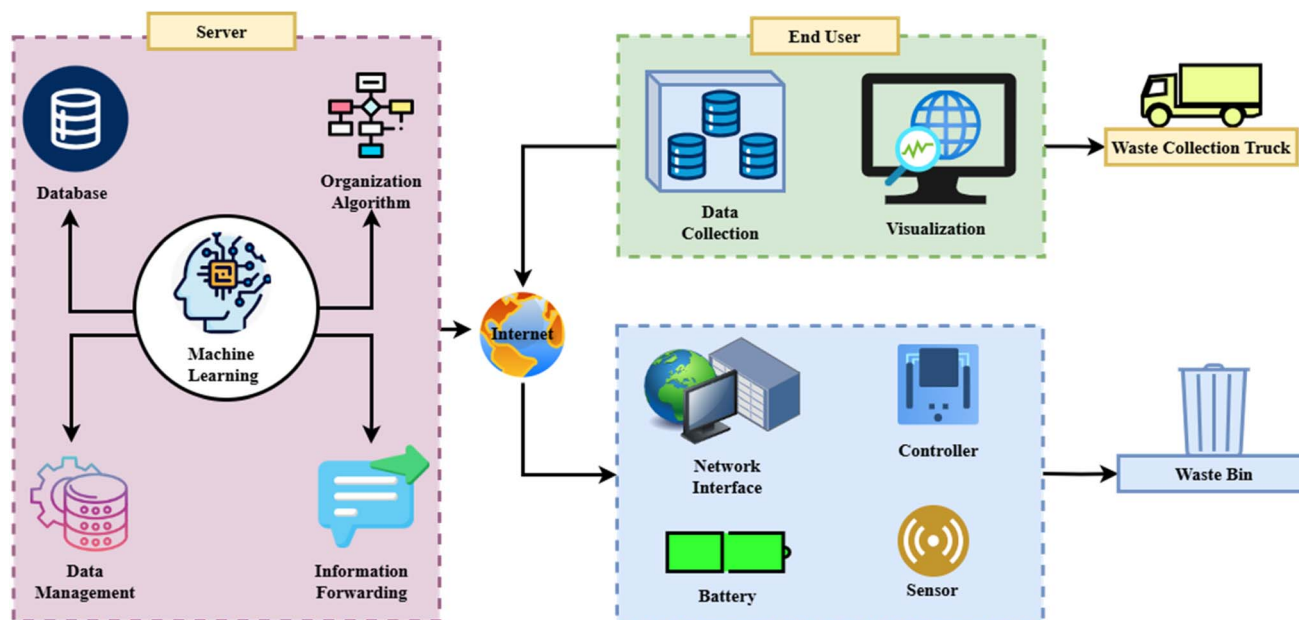 Server
Database
Organization
Algorithm
Machine
Learning
Data
Management
Information
Forwarding
Internet
End User
Data
Collection
Visualization
Waste Collection Truck
Network
Interface
Controller
Battery
Sensor
Waste Bin